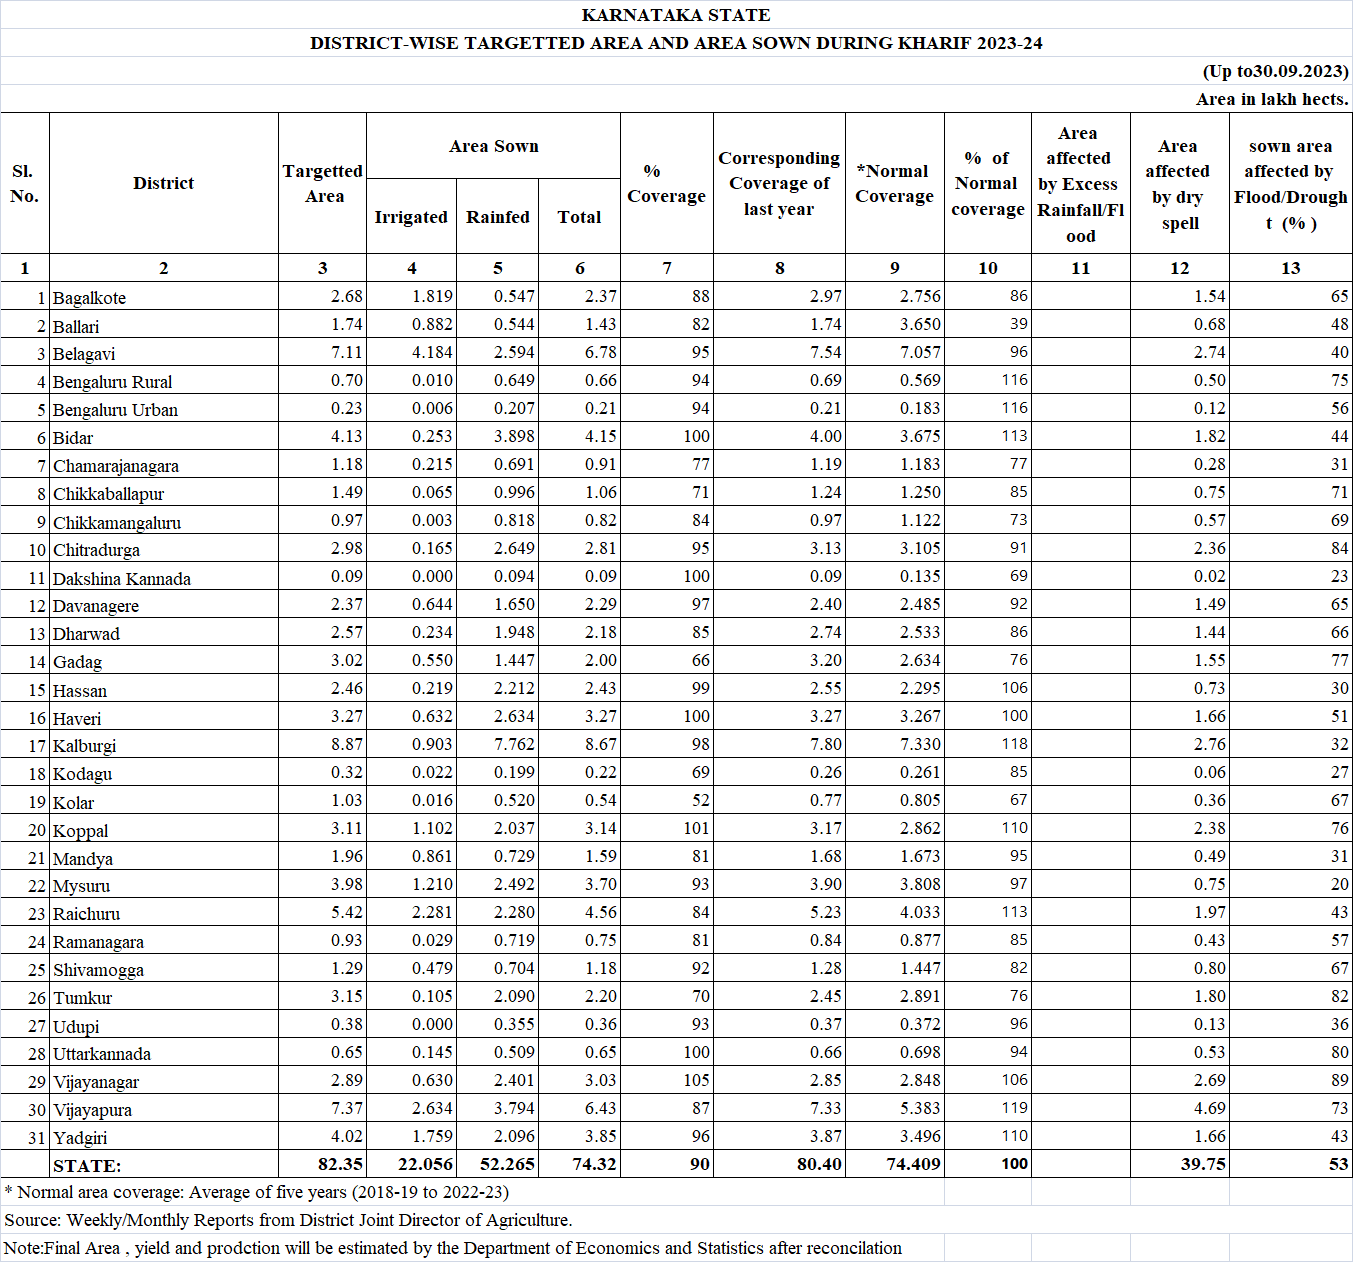 KARNATAKA STATE
DISTRICT-WISE TARGETTED AREA AND AREA SOWN DURING KHARIF 2023-24
(Up to30.09.2023)
Area in lakh hects.
Sl. No. District Targetted Area Area Sown % Coverage Corresponding Coverage of last year *Normal Coverage % of Normal coverage Area affected by Excess Rainfall/Flood Area affected by dry spell sown area affected by Flood/Drought (% )
Irrigated Rainfed Total
1 2 3 4 5 6 7 8 9 10 11 12 13
1 Bagalkote 2.68 1.819 0.547 2.37 88 2.97 2.756 86 1.54 65
2 Ballari 1.74 0.882 0.544 1.43 82 1.74 3.650 39 0.68 48
3 Belagavi 7.11 4.184 2.594 6.78 95 7.54 7.057 96 2.74 40
4 Bengaluru Rural 0.70 0.010 0.649 0.66 94 0.69 0.569 116 0.50 75
5 Bengaluru Urban 0.23 0.006 0.207 0.21 94 0.21 0.183 116 0.12 56
6 Bidar 4.13 0.253 3.898 4.15 100 4.00 3.675 113 1.82 44
7 Chamarajanagara 1.18 0.215 0.691 0.91 77 1.19 1.183 77 0.28 31
8 Chikkaballapur 1.49 0.065 0.996 1.06 71 1.24 1.250 85 0.75 71
9 Chikkamangaluru 0.97 0.003 0.818 0.82 84 0.97 1.122 73 0.57 69
10 Chitradurga 2.98 0.165 2.649 2.81 95 3.13 3.105 91 2.36 84
11 Dakshina Kannada 0.09 0.000 0.094 0.09 100 0.09 0.135 69 0.02 23
12 Davanagere 2.37 0.644 1.650 2.29 97 2.40 2.485 92 1.49 65
13 Dharwad 2.57 0.234 1.948 2.18 85 2.74 2.533 86 1.44 66
14 Gadag 3.02 0.550 1.447 2.00 66 3.20 2.634 76 1.55 77
15 Hassan 2.46 0.219 2.212 2.43 99 2.55 2.295 106 0.73 30
16 Haveri 3.27 0.632 2.634 3.27 100 3.27 3.267 100 1.66 51
17 Kalburgi 8.87 0.903 7.762 8.67 98 7.80 7.330 118 2.76 32
18 Kodagu 0.32 0.022 0.199 0.22 69 0.26 0.261 85 0.06 27
19 Kolar 1.03 0.016 0.520 0.54 52 0.77 0.805 67 0.36 67
20 Koppal 3.11 1.102 2.037 3.14 101 3.17 2.862 110 2.38 76
21 Mandya 1.96 0.861 0.729 1.59 81 1.68 1.673 95 0.49 31
22 Mysuru 3.98 1.210 2.492 3.70 93 3.90 3.808 97 0.75 20
23 Raichuru 5.42 2.281 2.280 4.56 84 5.23 4.033 113 1.97 43
24 Ramanagara 0.93 0.029 0.719 0.75 81 0.84 0.877 85 0.43 57
25 Shivamogga 1.29 0.479 0.704 1.18 92 1.28 1.447 82 0.80 67
26 Tumkur 3.15 0.105 2.090 2.20 70 2.45 2.891 76 1.80 82
27 Udupi 0.38 0.000 0.355 0.36 93 0.37 0.372 96 0.13 36
28 Uttarkannada 0.65 0.145 0.509 0.65 100 0.66 0.698 94 0.53 80
29 Vijayanagar 2.89 0.630 2.401 3.03 105 2.85 2.848 106 2.69 89
30 Vijayapura 7.37 2.634 3.794 6.43 87 7.33 5.383 119 4.69 73
31 Yadgiri 4.02 1.759 2.096 3.85 96 3.87 3.496 110 1.66 43
STATE: 82.35 22.056 52.265 74.32 90 80.40 74.409 100 39.75 53
* Normal area coverage: Average of five years (2018-19 to 2022-23)
Source: Weekly/Monthly Reports from District Joint Director of Agriculture.
Note:Final Area , yield and prodction will be estimated by the Department of Economics and Statistics after reconcilation